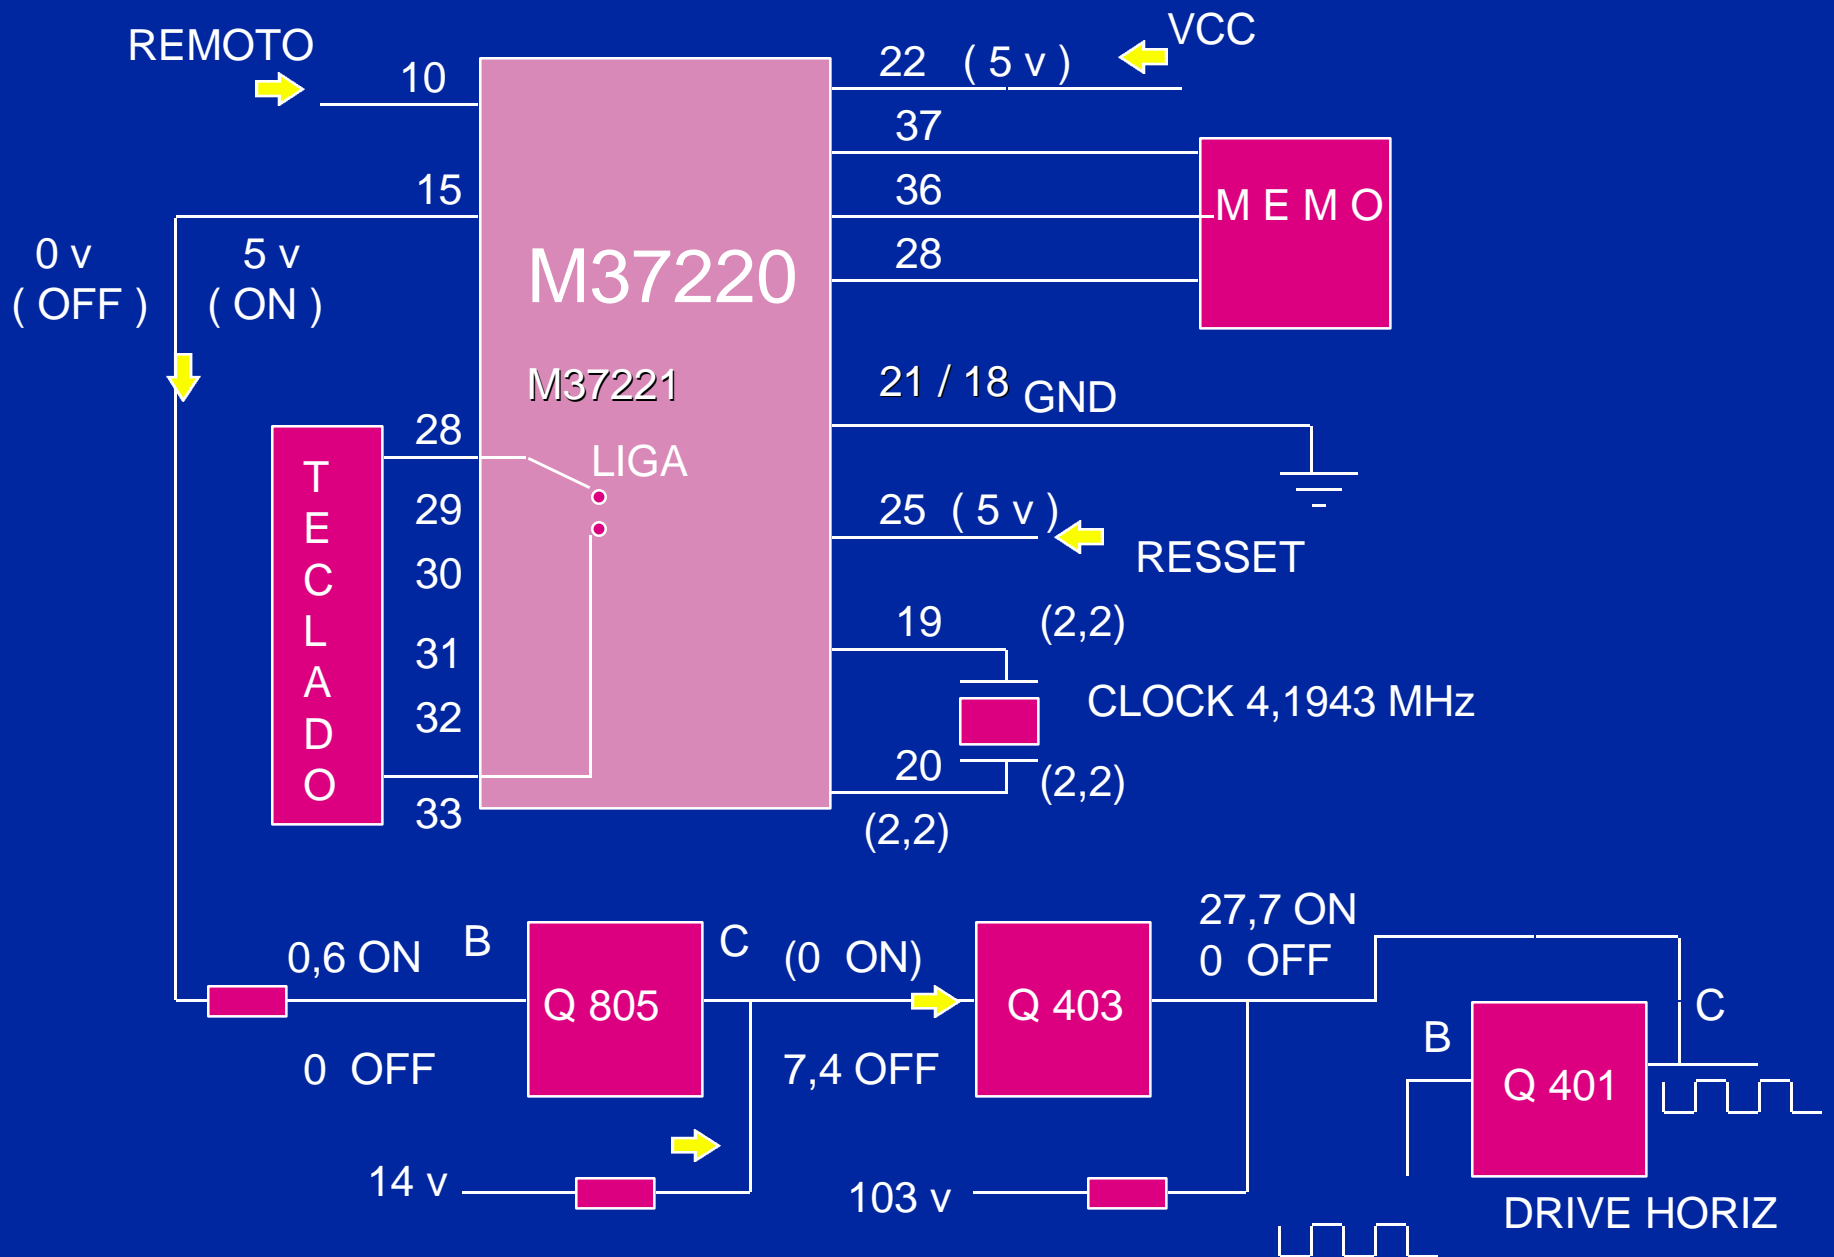 REMOTO
VCC
10
22 ( 5 v )
37
15
36
M E M O
0 v
( OFF )
5 v
( ON )
M37220
28
M37221
21 / 18 GND
28
LIGA
T
E
C
L
A
D
O
29
30
31
32
33
25 ( 5 v )
RESSET
19
(2,2)
CLOCK 4,1943 MHz
20
(2,2)
(2,2)
27,7 ON
0 OFF
0,6 ON
B
C
(0 ON)
Q 805
Q 403
0 OFF
7,4 OFF
B
C
Q 401
14 v
103 v
DRIVE HORIZ